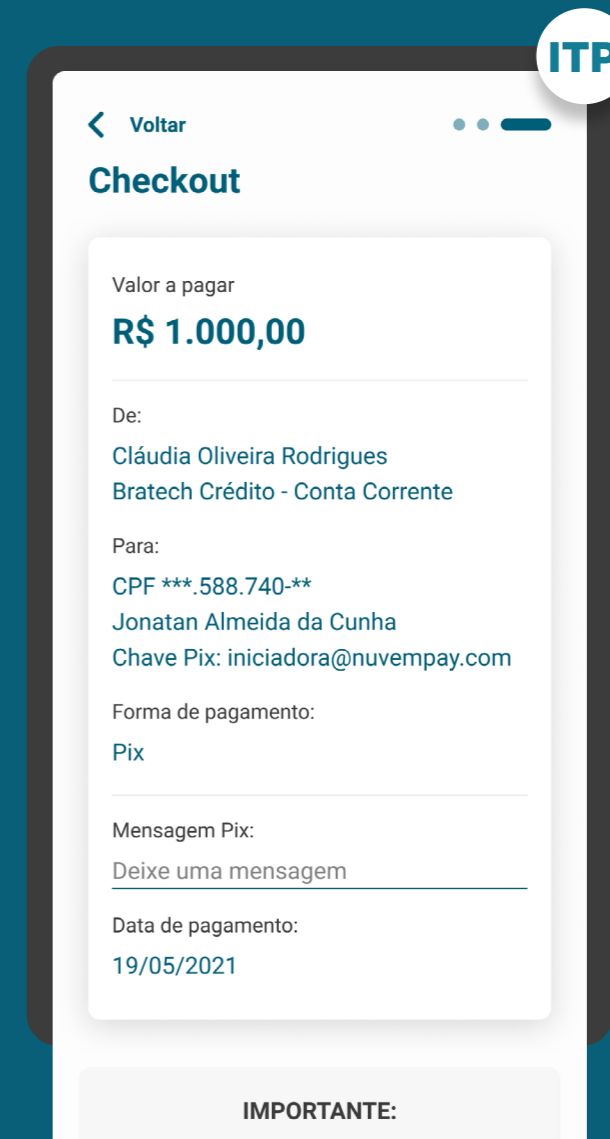 ITP
Voltar
Checkout
Valor a pagar
R$ 1.000,00
De:
Cláudia Oliveira Rodrigues
Bratech Crédito - Conta Corrente
Para:
CPF ***.588.740-**
Jonatan Almeida da Cunha
Chave Pix: iniciadora@nuvempay.com
Forma de pagamento:
Pix
Mensagem Pix:
Deixe uma mensagem
Data de pagamento:
19/05/2021
IMPORTANTE: